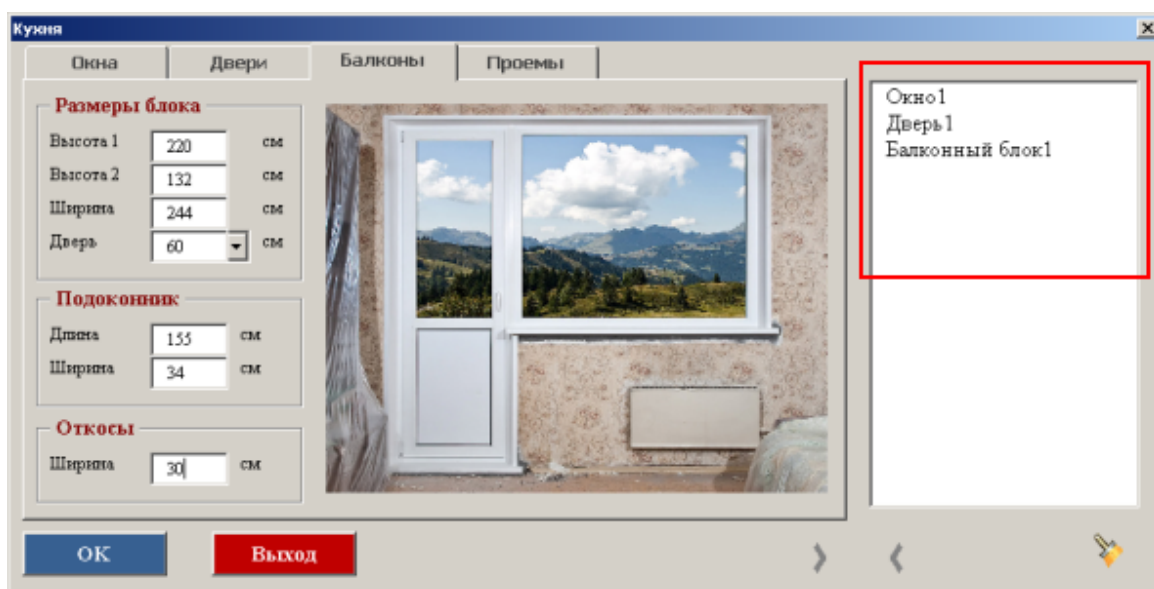 Кухня
Окна Двери Балконы Проемы
Размеры блока
Высота 1 220 см
Высота 2 132 см
Ширина 244 см
Дверь 60 см
Подоконник
Длина 155 см
Ширина 34 см
Откосы
Ширина 30 см
Окно1
Дверь1
Балконный блок1
ОК Выход